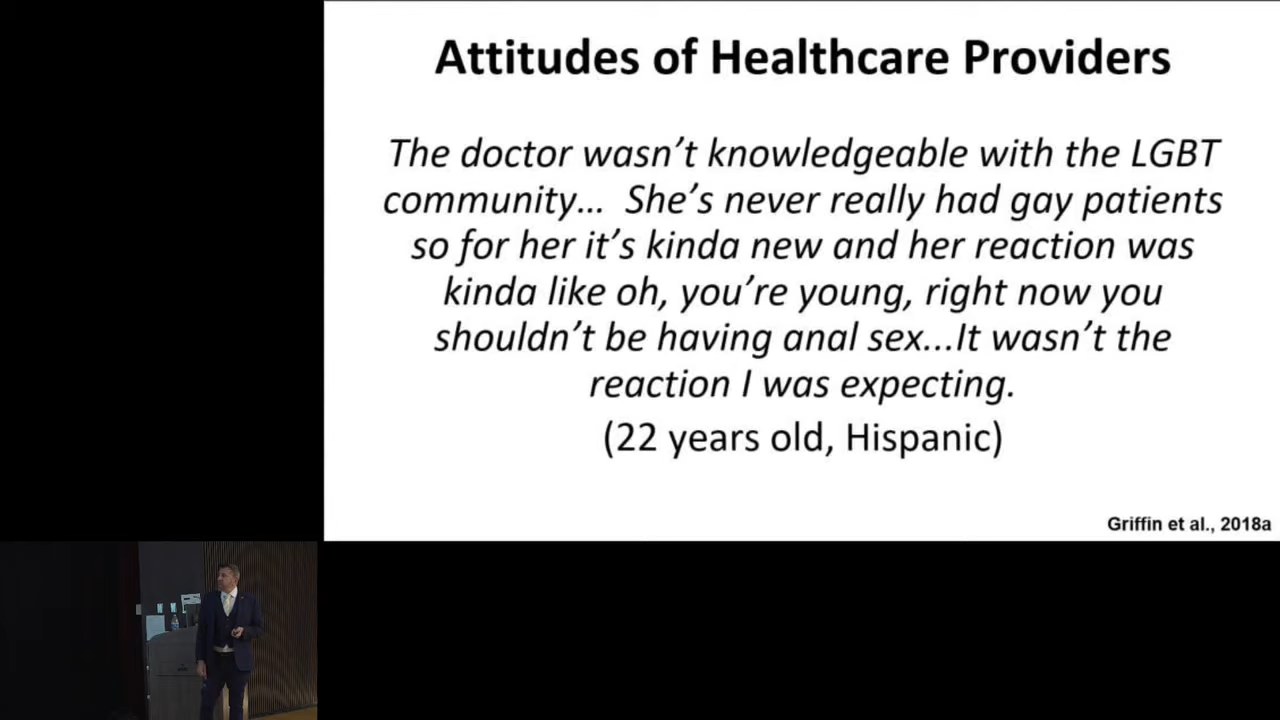 Attitudes of Healthcare Providers
The doctor wasn't knowledgeable with the LGBT
community... She's never really had gay patients
so for her it's kinda new and her reaction was
kinda like oh, you're young, right now you
shouldn't be having anal sex...It wasn't the
reaction I was expecting.
(22 years old, Hispanic)
Griffin et al., 2018a